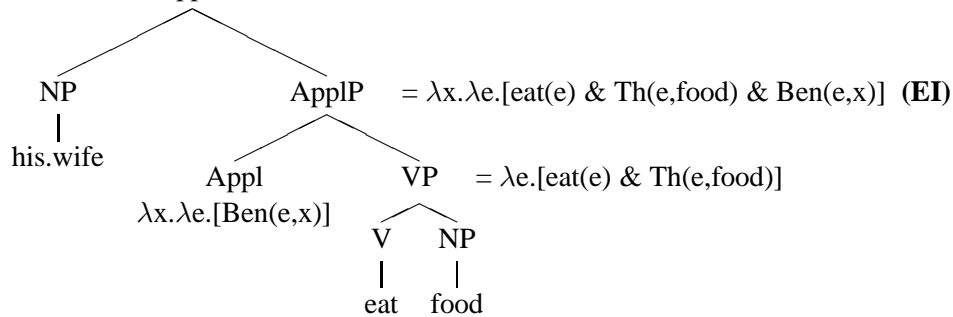 NP ApplP = λx.λe.[eat(e) & Th(e,food) & Ben(e,x)] (EI)
his.wife
Appl VP = λe.[eat(e) & Th(e,food)]
λx.λe.[Ben(e,x)]
V NP
eat food